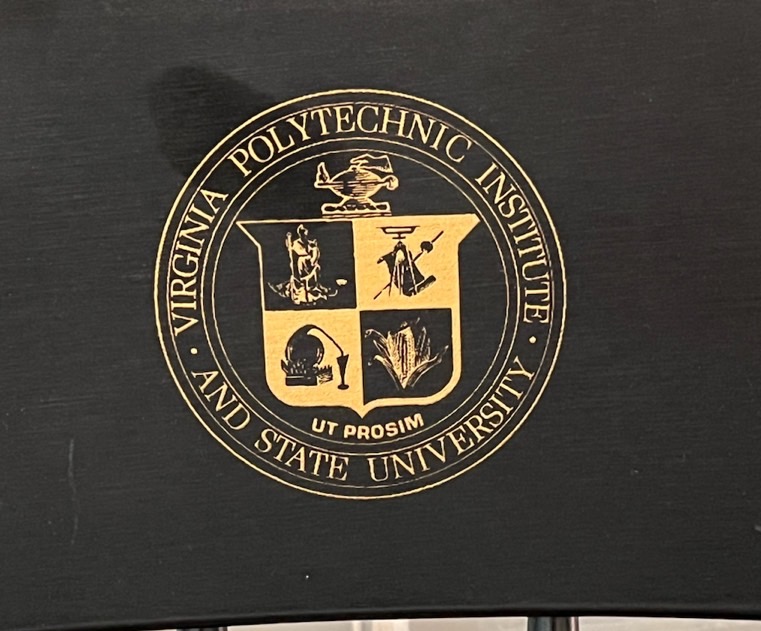 VIRGINIA POLYTECHNIC INSTITUTE
· AND STATE UNIVERSITY ·
UT PROSIM